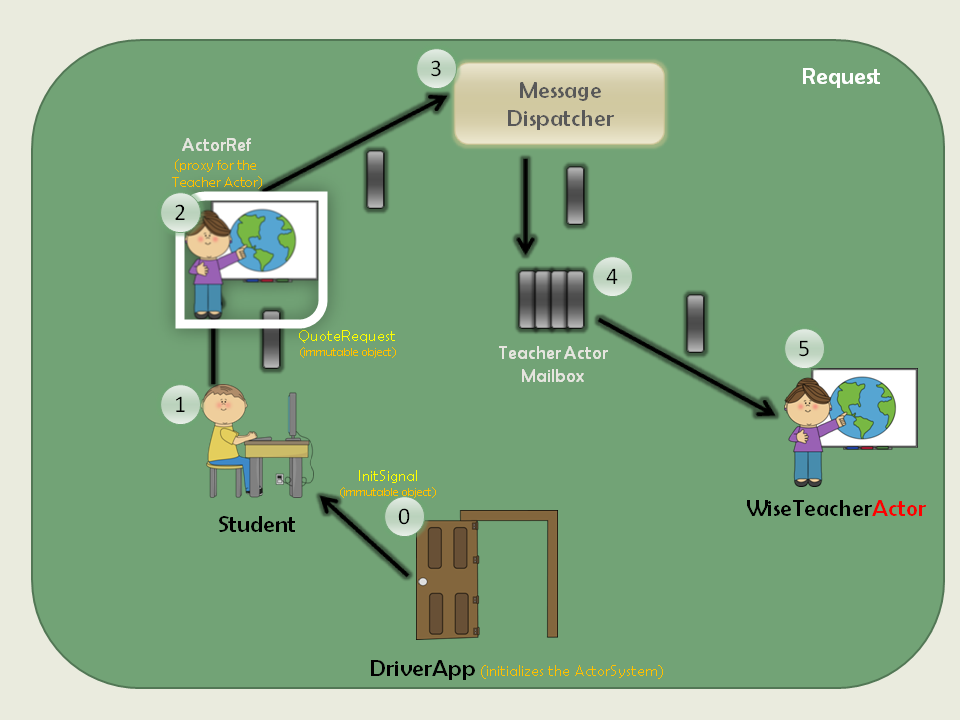 Request
3
Message
Dispatcher
ActorRef
(proxy for the
Teacher Actor)
2
4
QuoteRequest
(immutable object)
Teacher Actor
Mailbox
5
1
InitSignal
(immutable object)
0
Student
WiseTeacherActor
DriverApp (initializes the ActorSystem)